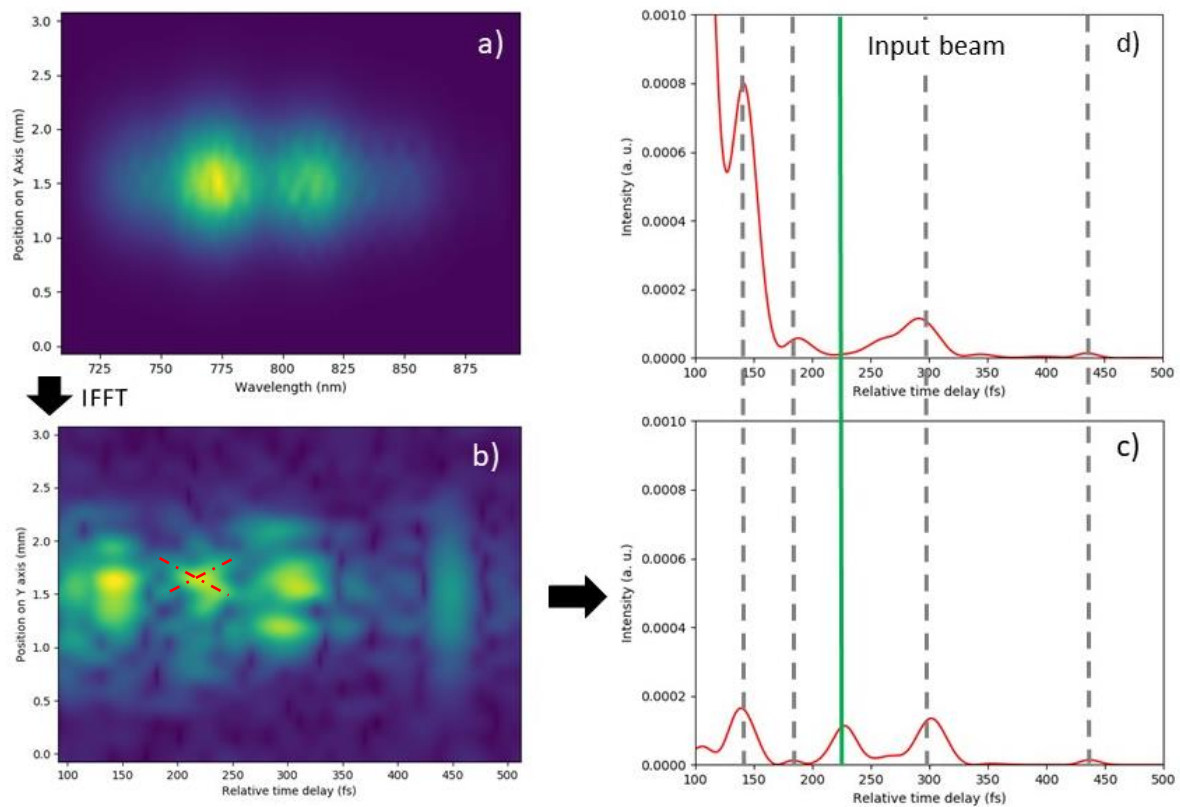 a)
3.0
2.5
2.0
1.5
1.0
0.5
0.0
Position on Y Axis (mm)
725 750 775 800 825 850 875
Wavelength (nm)
IFFT
b)
3.0
2.5
2.0
1.5
1.0
0.5
0.0
Position on Y axis (mm)
100 150 200 250 300 350 400 450 500
Relative time delay (fs)
Input beam
d)
0.0010
0.0008
0.0006
0.0004
0.0002
0.0000
Intensity (a. u.)
100 150 200 250 300 350 400 450 500
Relative time delay (fs)
c)
0.0010
0.0008
0.0006
0.0004
0.0002
0.0000
Intensity (a. u.)
100 150 200 250 300 350 400 450 500
Relative time delay (fs)